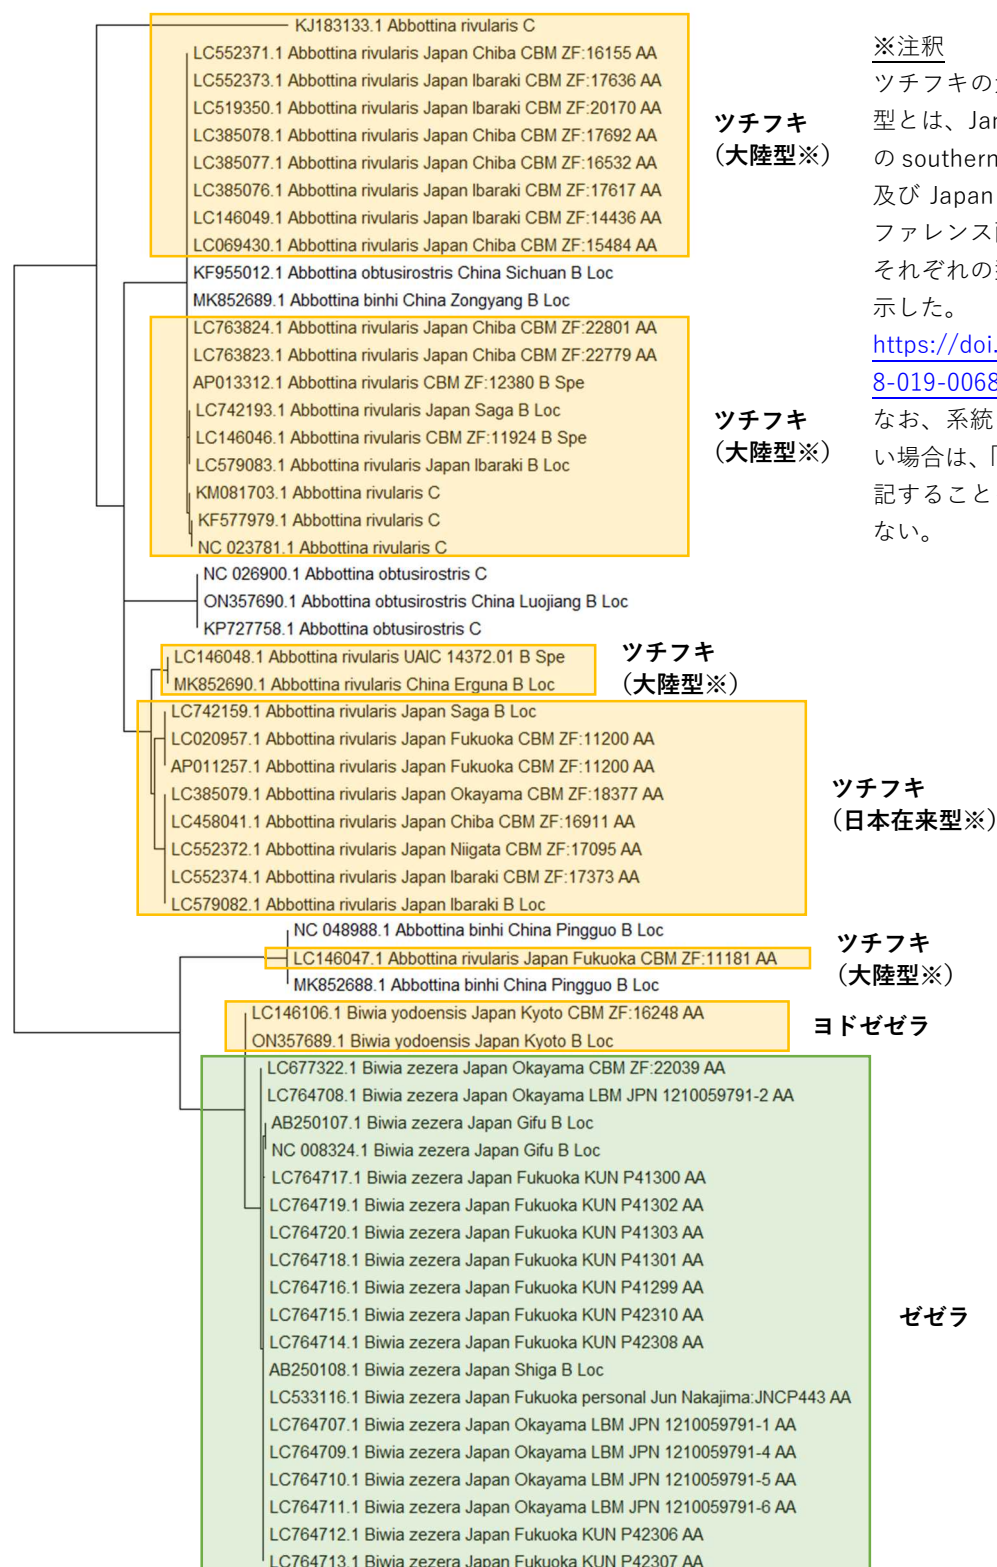 KJ183133.1 Abbottina rivularis C
LC552371.1 Abbottina rivularis Japan Chiba CBM ZF:16155 AA
LC552373.1 Abbottina rivularis Japan Ibaraki CBM ZF:17636 AA
LC519350.1 Abbottina rivularis Japan Ibaraki CBM ZF:20170 AA
LC385078.1 Abbottina rivularis Japan Chiba CBM ZF:17692 AA
LC385077.1 Abbottina rivularis Japan Chiba CBM ZF:16532 AA
LC385076.1 Abbottina rivularis Japan Ibaraki CBM ZF:17617 AA
LC146049.1 Abbottina rivularis Japan Ibaraki CBM ZF:14436 AA
LC069430.1 Abbottina rivularis Japan Chiba CBM ZF:15484 AA
ツチフキ
(大陸型※)
KF955012.1 Abbottina obtusirostris China Sichuan B Loc
MK852689.1 Abbottina binhi China Zongyang B Loc
LC763824.1 Abbottina rivularis Japan Chiba CBM ZF:22801 AA
LC763823.1 Abbottina rivularis Japan Chiba CBM ZF:22779 AA
AP013312.1 Abbottina rivularis CBM ZF:12380 B Spe
LC742193.1 Abbottina rivularis Japan Saga B Loc
LC146046.1 Abbottina rivularis CBM ZF:11924 B Spe
LC579083.1 Abbottina rivularis Japan Ibaraki B Loc
KM081703.1 Abbottina rivularis C
KF577979.1 Abbottina rivularis C
NC 023781.1 Abbottina rivularis C
ツチフキ
(大陸型※)
NC 026900.1 Abbottina obtusirostris C
ON357690.1 Abbottina obtusirostris China Luojiang B Loc
KP727758.1 Abbottina obtusirostris C
LC146048.1 Abbottina rivularis UAIC 14372.01 B Spe
MK852690.1 Abbottina rivularis China Erguna B Loc
ツチフキ
(大陸型※)
LC742159.1 Abbottina rivularis Japan Saga B Loc
LC020957.1 Abbottina rivularis Japan Fukuoka CBM ZF:11200 AA
AP011257.1 Abbottina rivularis Japan Fukuoka CBM ZF:11200 AA
LC385079.1 Abbottina rivularis Japan Okayama CBM ZF:18377 AA
LC458041.1 Abbottina rivularis Japan Chiba CBM ZF:16911 AA
LC552372.1 Abbottina rivularis Japan Niigata CBM ZF:17095 AA
LC552374.1 Abbottina rivularis Japan Ibaraki CBM ZF:17373 AA
LC579082.1 Abbottina rivularis Japan Ibaraki B Loc
ツチフキ
(日本在来型※)
NC 048988.1 Abbottina binhi China Pingguo B Loc
LC146047.1 Abbottina rivularis Japan Fukuoka CBM ZF:11181 AA
MK852688.1 Abbottina binhi China Pingguo B Loc
ツチフキ
(大陸型※)
LC146106.1 Biwia yodoensis Japan Kyoto CBM ZF:16248 AA
ON357689.1 Biwia yodoensis Japan Kyoto B Loc
ヨドゼゼラ
LC677322.1 Biwia zezera Japan Okayama CBM ZF:22039 AA
LC764708.1 Biwia zezera Japan Okayama LBM JPN 1210059791-2 AA
AB250107.1 Biwia zezera Japan Gifu B Loc
NC 008324.1 Biwia zezera Japan Gifu B Loc
LC764717.1 Biwia zezera Japan Fukuoka KUN P41300 AA
LC764719.1 Biwia zezera Japan Fukuoka KUN P41302 AA
LC764720.1 Biwia zezera Japan Fukuoka KUN P41303 AA
LC764718.1 Biwia zezera Japan Fukuoka KUN P41301 AA
LC764716.1 Biwia zezera Japan Fukuoka KUN P41299 AA
LC764715.1 Biwia zezera Japan Fukuoka KUN P42310 AA
LC764714.1 Biwia zezera Japan Fukuoka KUN P42308 AA
AB250108.1 Biwia zezera Japan Shiga B Loc
LC533116.1 Biwia zezera Japan Fukuoka personal Jun Nakajima:JNCP443 AA
LC764707.1 Biwia zezera Japan Okayama LBM JPN 1210059791-1 AA
LC764709.1 Biwia zezera Japan Okayama LBM JPN 1210059791-4 AA
LC764710.1 Biwia zezera Japan Okayama LBM JPN 1210059791-5 AA
LC764711.1 Biwia zezera Japan Okayama LBM JPN 1210059791-6 AA
LC764712.1 Biwia zezera Japan Fukuoka KUN P42306 AA
LC764713.1 Biwia zezera Japan Fukuoka KUN P42307 AA
ゼゼラ
※注釈
ツチフキの
型とは、Jap
の southern
及び Japan
ファレンス
それぞれの
示した。
https://doi.
8-019-0068
なお、系統
い場合は、「
記すること
ない。